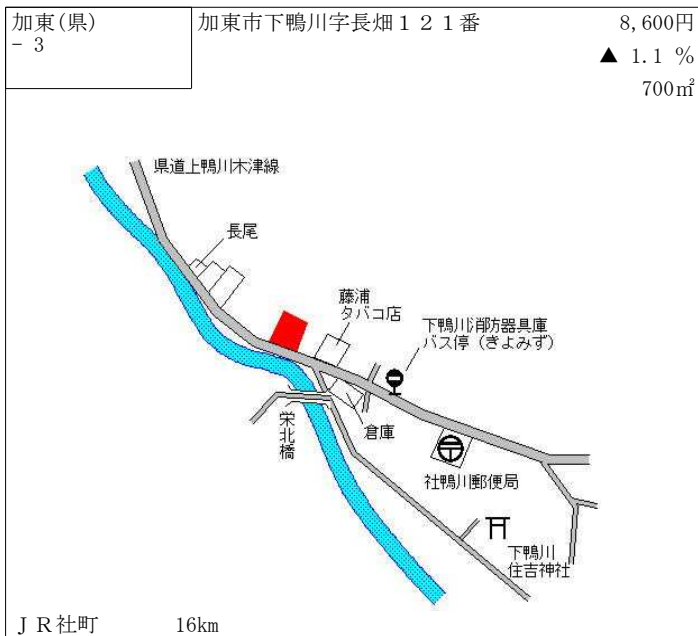 加東(県)
－3
加東市下鴨川字長畑１２１番
8,600円
▲ 1.1 %
700㎡
県道上鴨川木津線
長尾
藤浦
タバコ店
下鴨川消防器具庫
バス停（きよみず）
栄北橋
倉庫
社鴨川郵便局
下鴨川
住吉神社
ＪＲ社町
16km